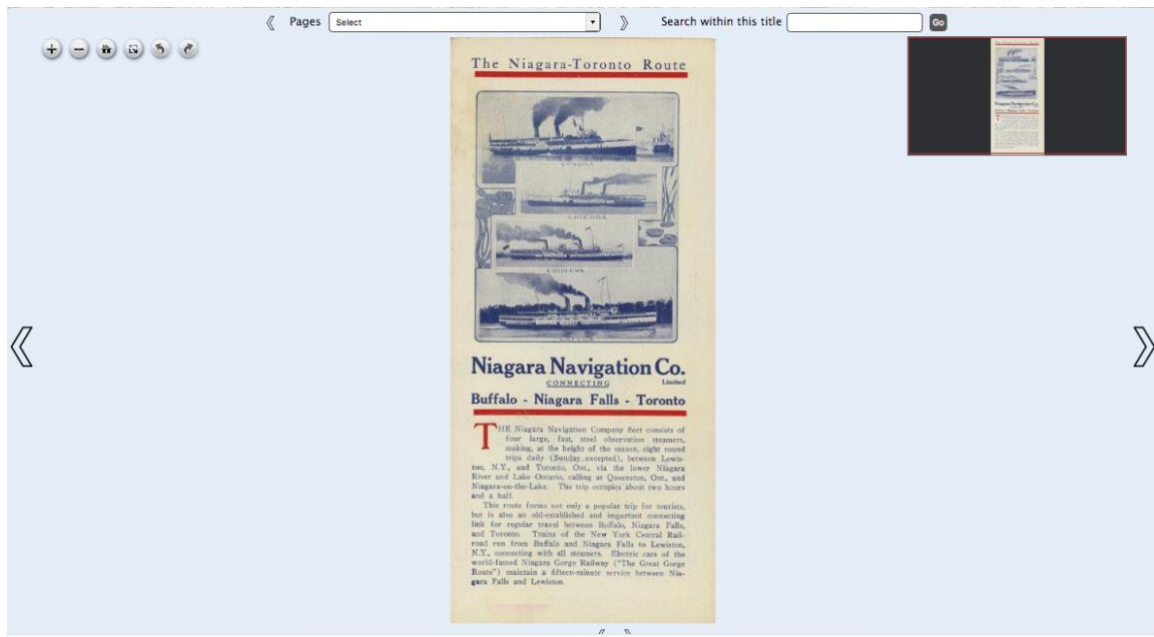 Pages
Select
Search within this title
Go
The Niagara-Toronto Route
CORONA
CHICORA
CHIPPEWA
Niagara Navigation Co.
CONNECTING Limited
Buffalo - Niagara Falls - Toronto
THE Niagara Navigation Company fleet consists of
four large, fast, steel observation steamers,
making, at the height of the season, eight round
trips daily (Sunday excepted), between Lewis-
ton, N.Y., and Toronto, Ont., via the lower Niagara
River and Lake Ontario, calling at Queenston, Ont., and
Niagara-on-the-Lake. The trip occupies about two hours
and a half.
This route forms not only a popular trip for tourists,
but is also an old-established and important connecting
link for regular travel between Buffalo, Niagara Falls,
and Toronto. Trains of the New York Central Rail-
road run from Buffalo and Niagara Falls to Lewiston,
N.Y., connecting with all steamers. Electric cars of the
world-famed Niagara Gorge Railway ("The Great Gorge
Route") maintain a fifteen-minute service between Nia-
gara Falls and Lewiston.